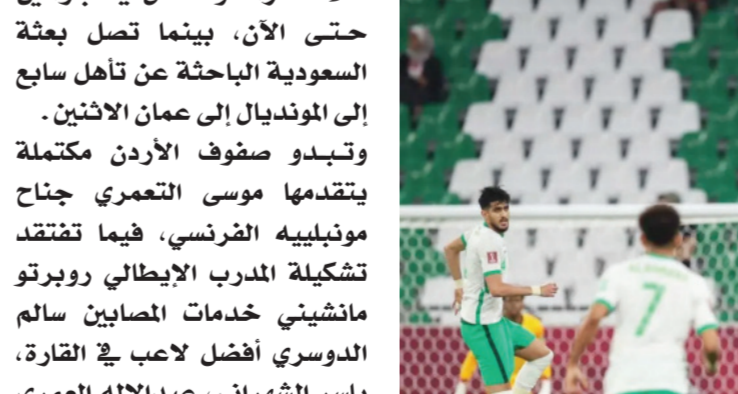 حتى الآن، بينما تصل بعثة
السعودية الباحثة عن تأهل سابع
إلى المونديال إلى عمان الاثنين.
وتبدو صفوف الأردن مكتملة
يتقدمها موسى التعمري جناح
مونبلييه الفرنسي، فيما تفتقد
تشكيلة المدرب الإيطالي روبرتو
مانشيني خدمات المصابين سالم
الدوسري أفضل لاعب في القارة،
7